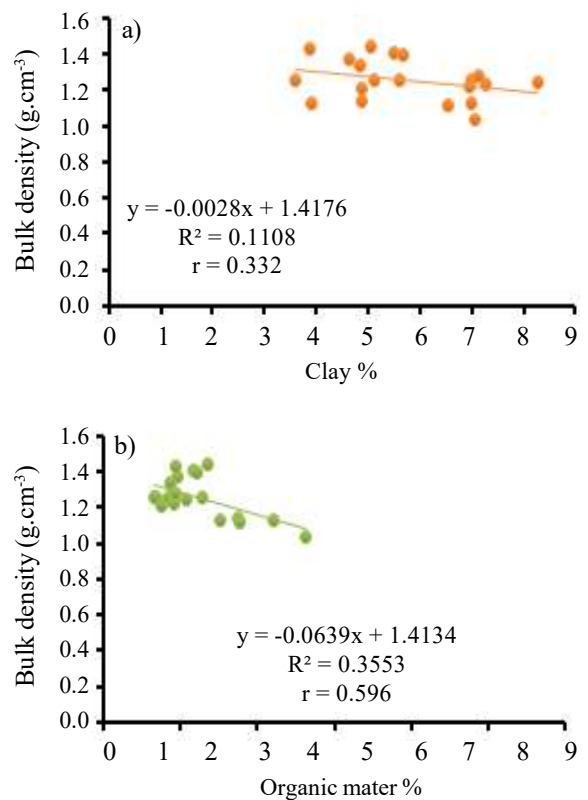 a)
Bulk density (g.cm-³)
1.6
1.4
1.2
1.0
0.8
0.6
0.4
0.2
0.0
y = -0.0028x + 1.4176
R² = 0.1108
r = 0.332
0 1 2 3 4 5 6 7 8 9
Clay %
b)
Bulk density (g.cm-³)
1.6
1.4
1.2
1.0
0.8
0.6
0.4
0.2
0.0
y = -0.0639x + 1.4134
R² = 0.3553
r = 0.596
0 1 2 3 4 5 6 7 8 9
Organic mater %